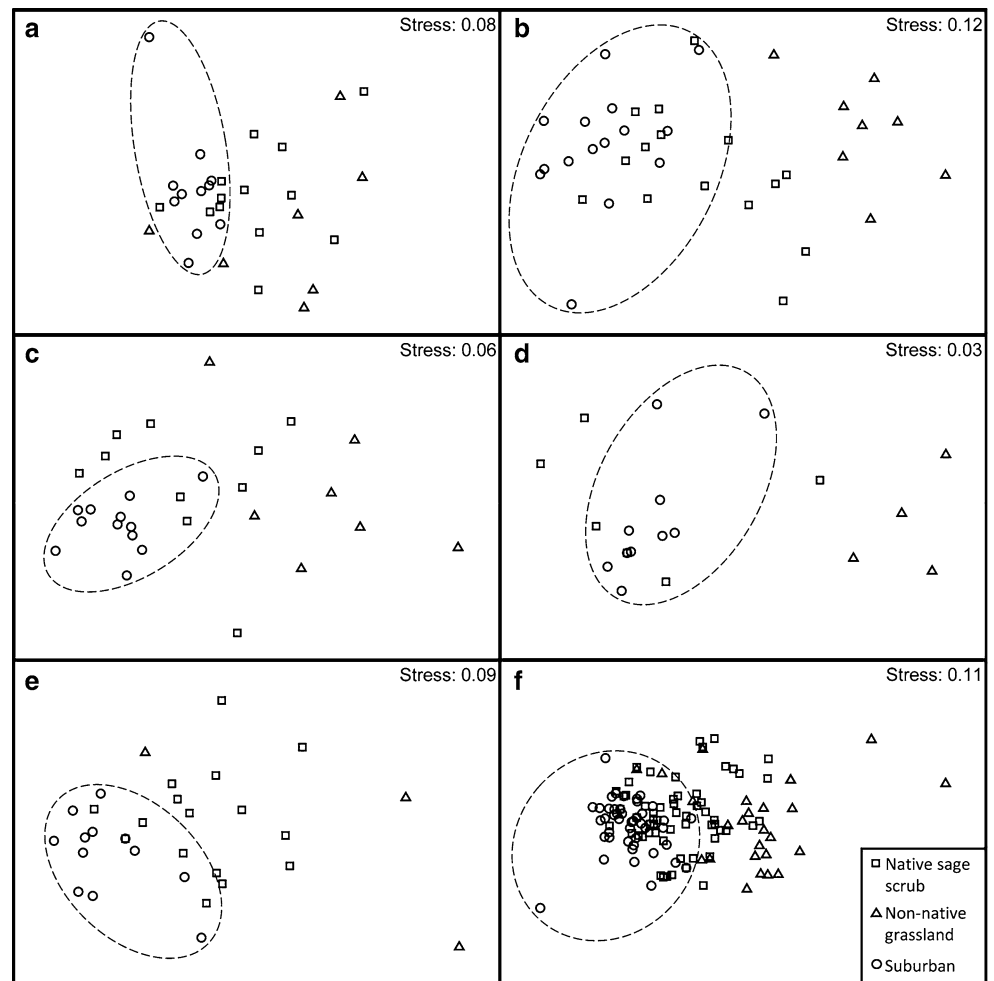 a Stress: 0.08
b Stress: 0.12
c Stress: 0.06
d Stress: 0.03
e Stress: 0.09
f Stress: 0.11
Native sage
scrub
Non-native
grassland
Suburban